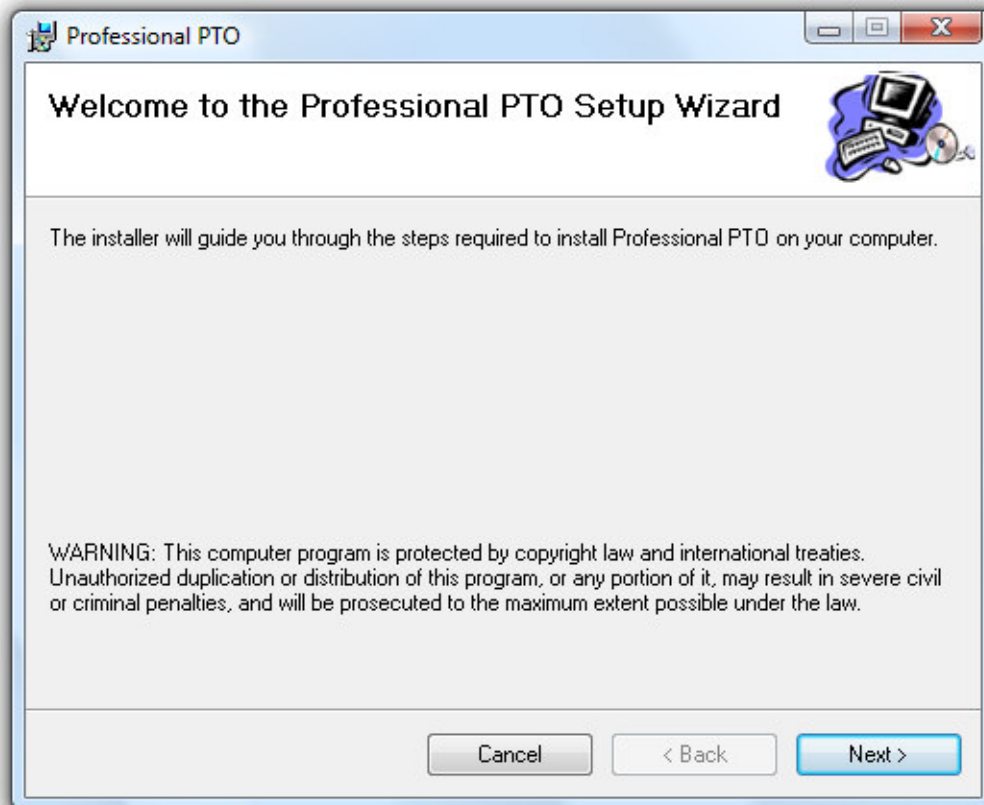 Professional PTO
Welcome to the Professional PTO Setup Wizard
The installer will guide you through the steps required to install Professional PTO on your computer.
WARNING: This computer program is protected by copyright law and international treaties.
Unauthorized duplication or distribution of this program, or any portion of it, may result in severe civil
or criminal penalties, and will be prosecuted to the maximum extent possible under the law.
Cancel
< Back
Next >